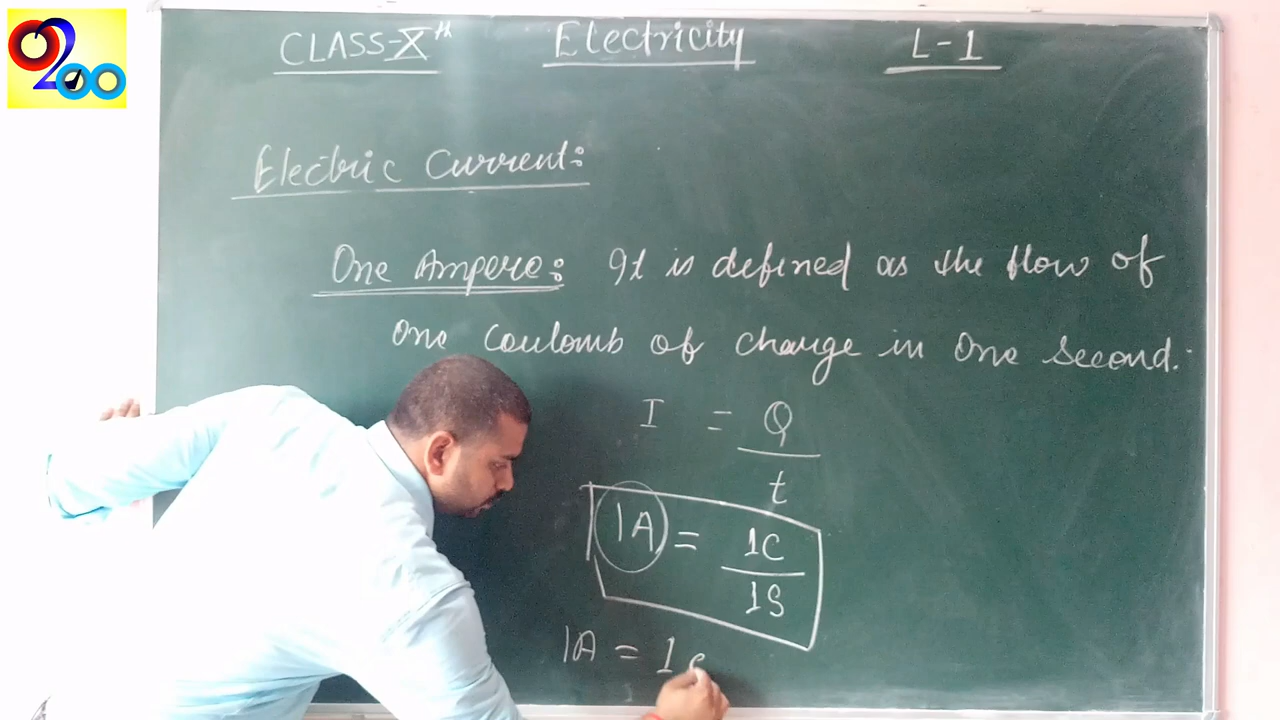 CLASS-Xth Electricity L-1
Electric Current:
One Ampere: It is defined as the flow of
one Coulomb of charge in one second.
I = Q
t
1A = 1C
1S
1A = 1